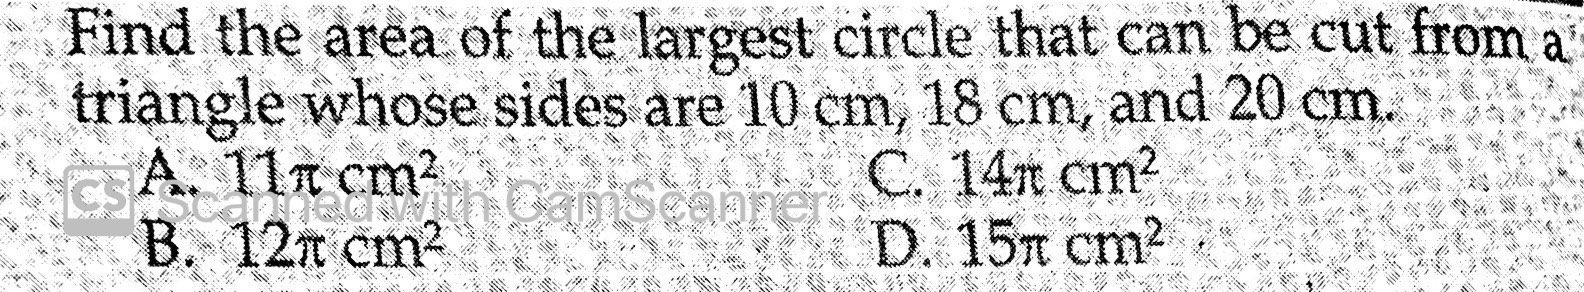 Find the area of the largest circle that can be cut from a
triangle whose sides are 10 cm, 18 cm, and 20 cm.
A. 11π cm² C. 14π cm²
CS Scanned with CamScanner
B. 12π cm² D. 15π cm²